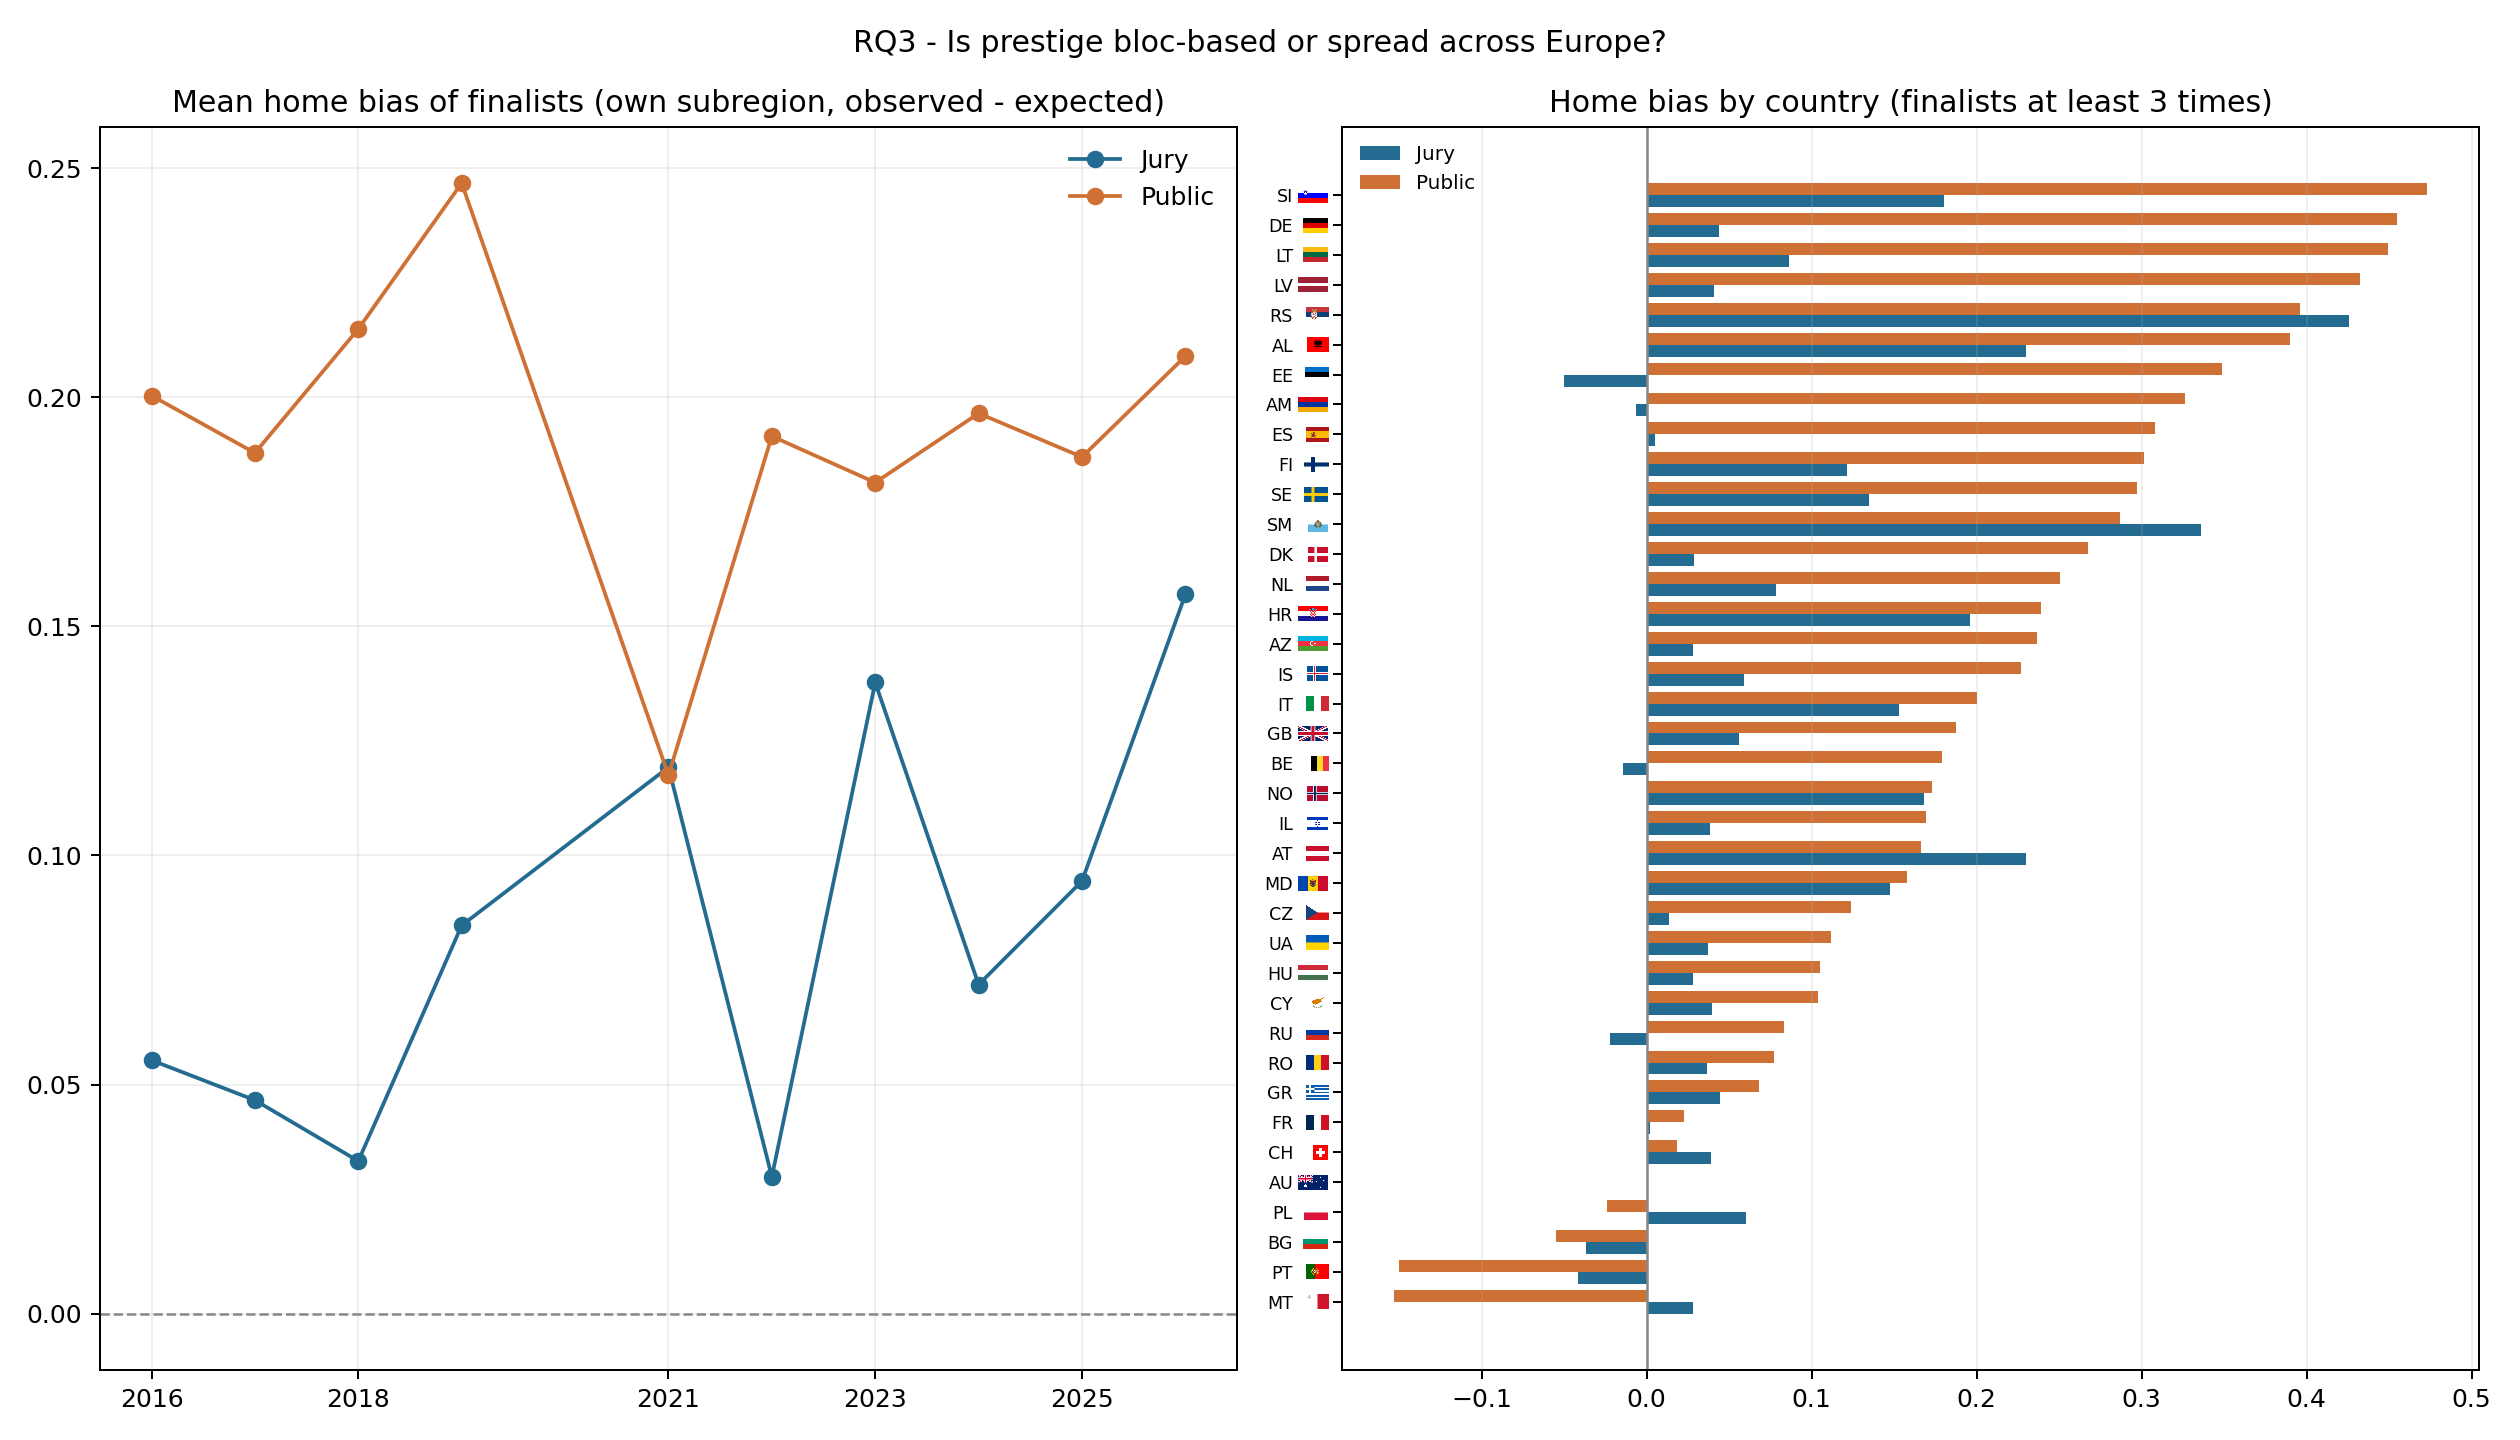 RQ3 - Is prestige bloc-based or spread across Europe?
Mean home bias of finalists (own subregion, observed - expected)
Jury
Public
0.25
0.20
0.15
0.10
0.05
0.00
2016
2018
2021
2023
2025
Home bias by country (finalists at least 3 times)
Jury
Public
SI
DE
LT
LV
RS
AL
EE
AM
ES
FI
SE
SM
DK
NL
HR
AZ
IS
IT
GB
BE
NO
IL
AT
MD
CZ
UA
HU
CY
RU
RO
GR
FR
CH
AU
PL
BG
PT
MT
−0.1
0.0
0.1
0.2
0.3
0.4
0.5